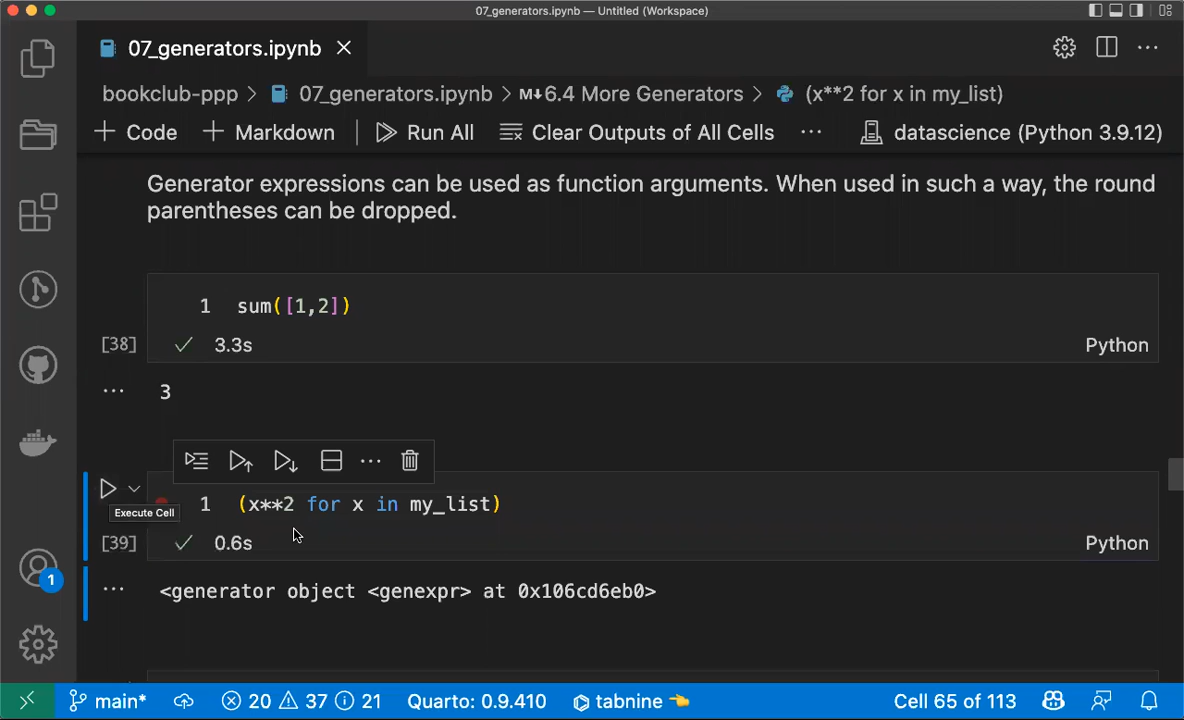 07_generators.ipynb — Untitled (Workspace)
07_generators.ipynb
bookclub-ppp > 07_generators.ipynb > M↓6.4 More Generators > (x**2 for x in my_list)
+ Code + Markdown Run All Clear Outputs of All Cells ... datascience (Python 3.9.12)
Generator expressions can be used as function arguments. When used in such a way, the round
parentheses can be dropped.
1 sum([1,2])
[38] ✓ 3.3s Python
... 3
1 (x**2 for x in my_list)
Execute Cell
[39] ✓ 0.6s Python
... <generator object <genexpr> at 0x106cd6eb0>
1
main* 20 37 21 Quarto: 0.9.410 tabnine 👈 Cell 65 of 113